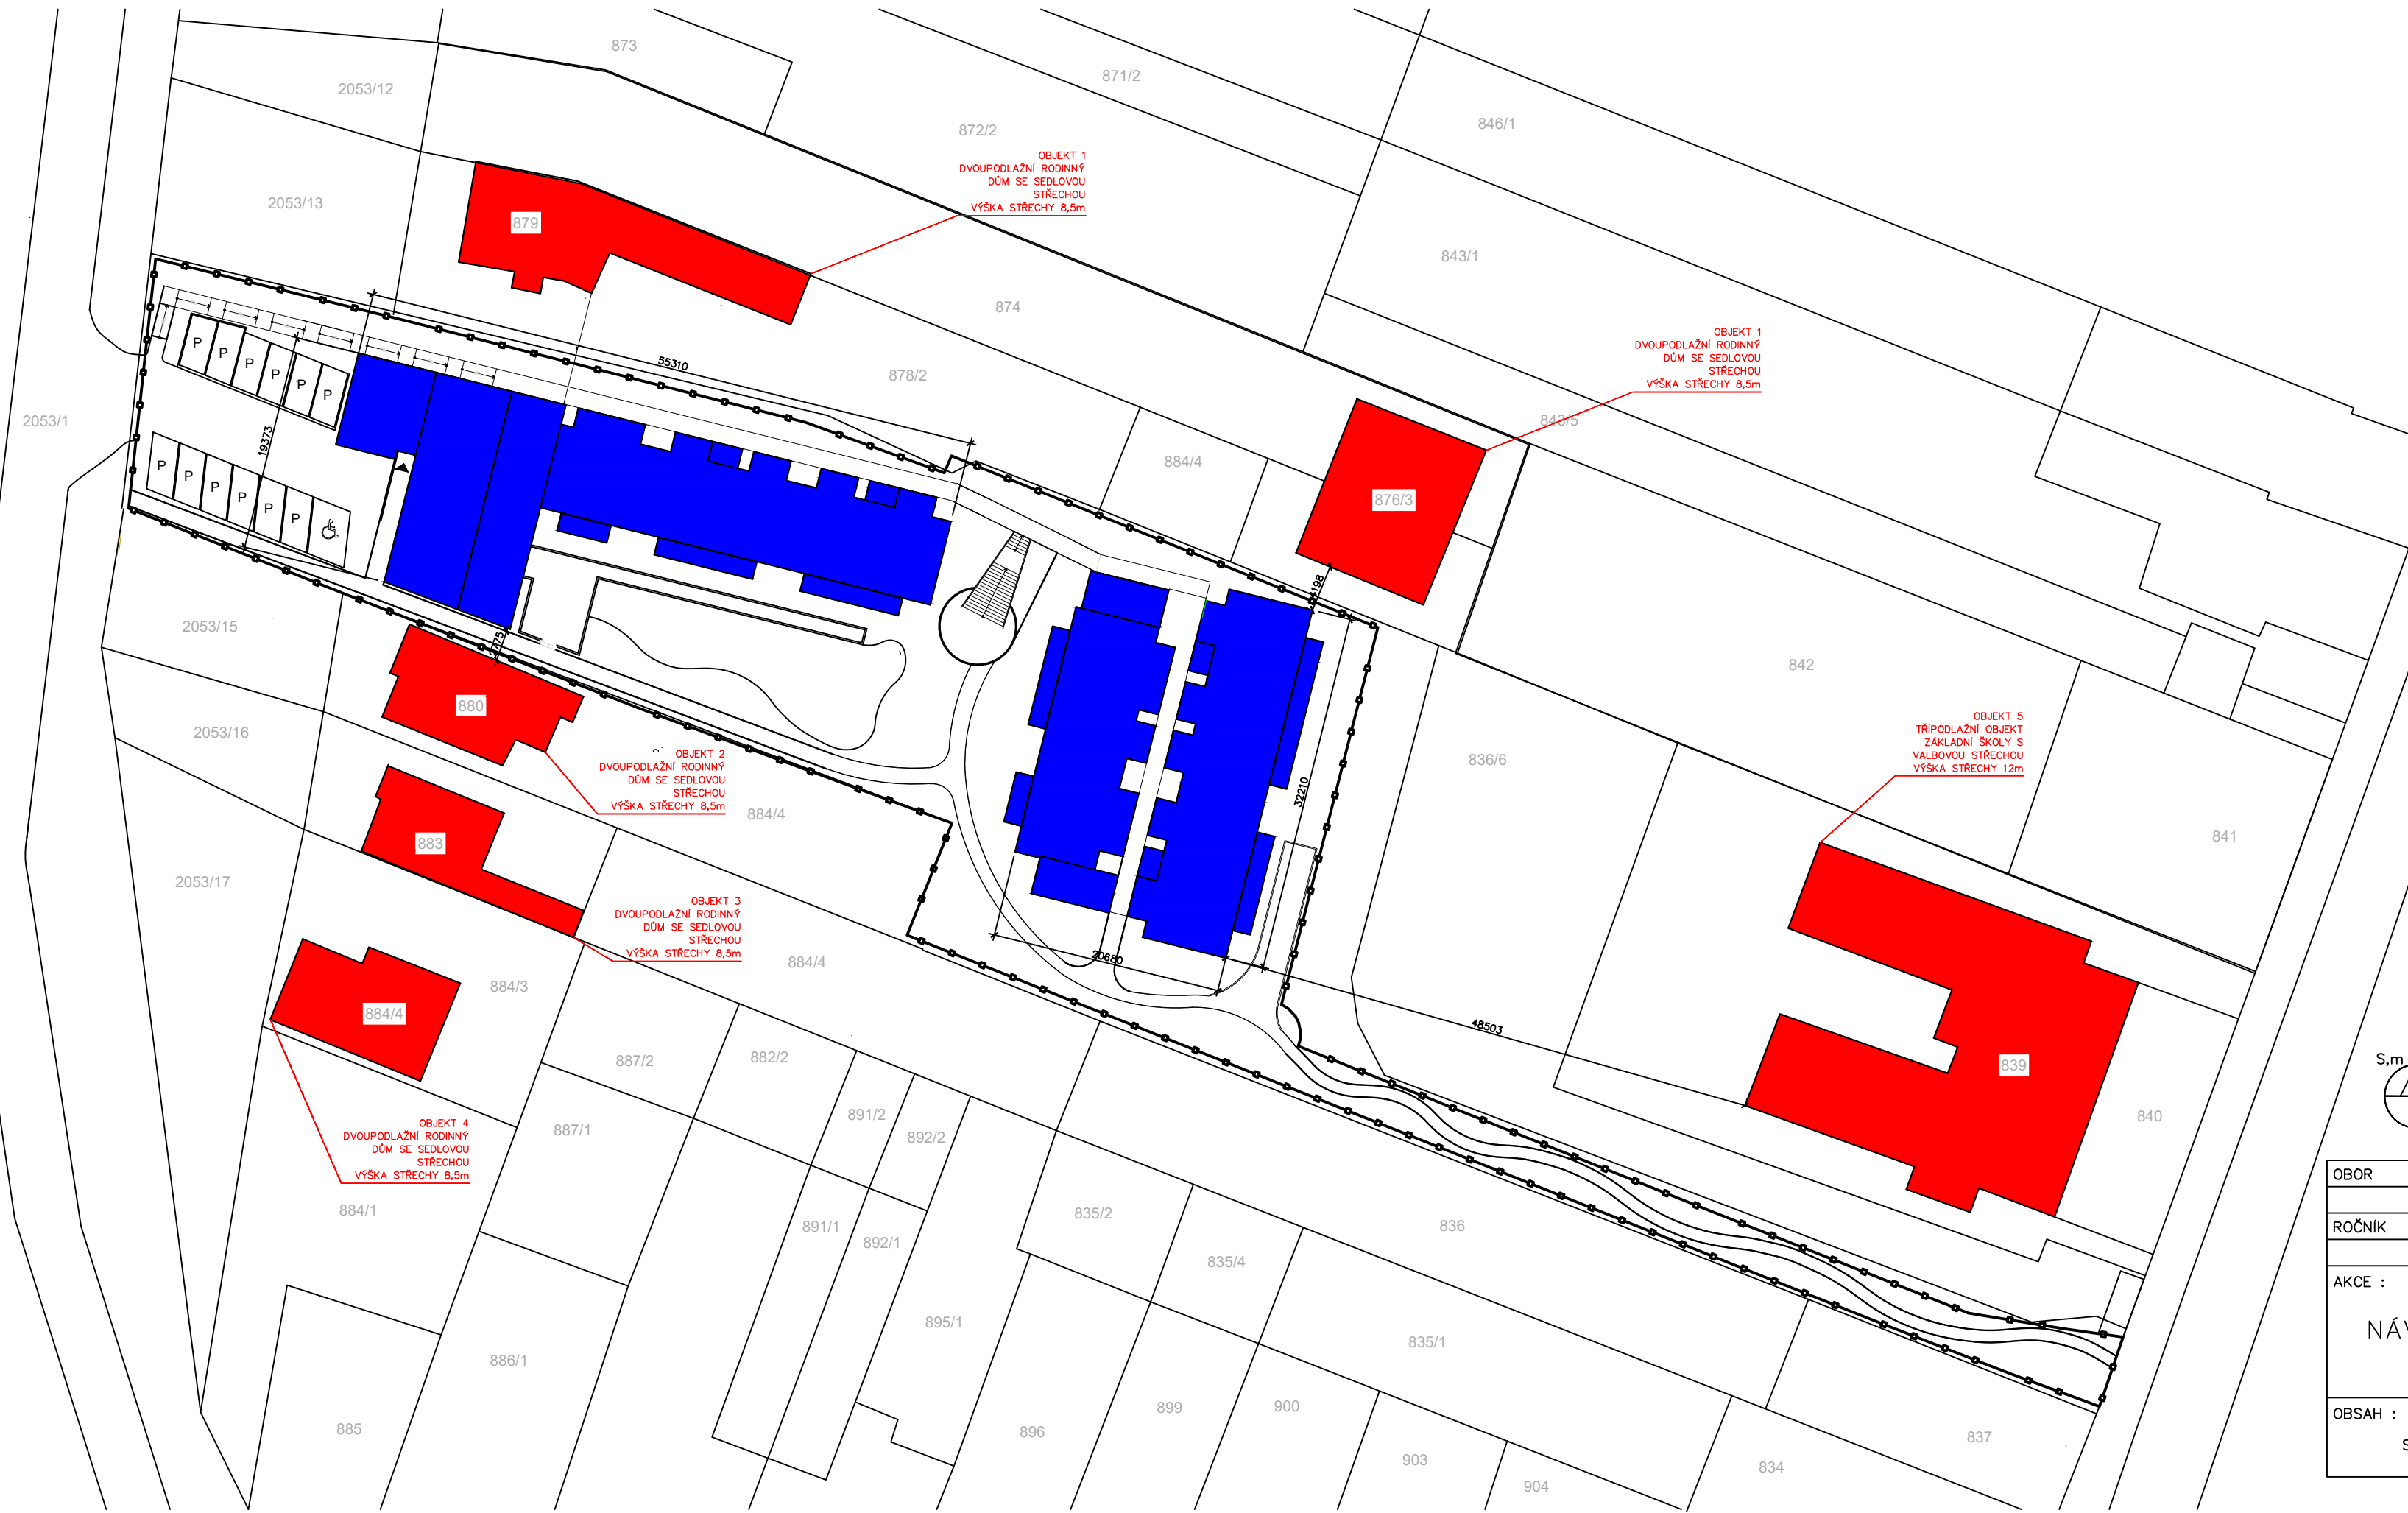 873
2053/12
871/2
846/1
872/2
OBJEKT 1
DVOUPODLAŽNÍ RODINNÝ
DŮM SE SEDLOVOU
STŘECHOU
VÝŠKA STŘECHY 8,5m
2053/13
879
843/1
874
OBJEKT 1
DVOUPODLAŽNÍ RODINNÝ
DŮM SE SEDLOVOU
STŘECHOU
VÝŠKA STŘECHY 8,5m
P
P
P
P
P
P
55310
878/2
2053/1
843/5
19373
884/4
P
P
P
P
P
P
876/3
2053/15
842
880
2053/16
OBJEKT 2
DVOUPODLAŽNÍ RODINNÝ
DŮM SE SEDLOVOU
STŘECHOU
VÝŠKA STŘECHY 8,5m
884/4
836/6
OBJEKT 5
TŘÍPODLAŽNÍ OBJEKT
ZÁKLADNÍ ŠKOLY S
VALBOVOU STŘECHOU
VÝŠKA STŘECHY 12m
32210
841
883
2053/17
OBJEKT 3
DVOUPODLAŽNÍ RODINNÝ
DŮM SE SEDLOVOU
STŘECHOU
VÝŠKA STŘECHY 8,5m
884/4
20680
884/3
884/4
48503
839
S,m
887/2
882/2
891/2
892/2
887/1
840
OBJEKT 4
DVOUPODLAŽNÍ RODINNÝ
DŮM SE SEDLOVOU
STŘECHOU
VÝŠKA STŘECHY 8,5m
884/1
891/1
892/1
835/2
835/4
836
OBOR
ROČNÍK
AKCE :
NÁV
895/1
835/1
886/1
885
896
899
900
903
904
834
837
OBSAH :
S